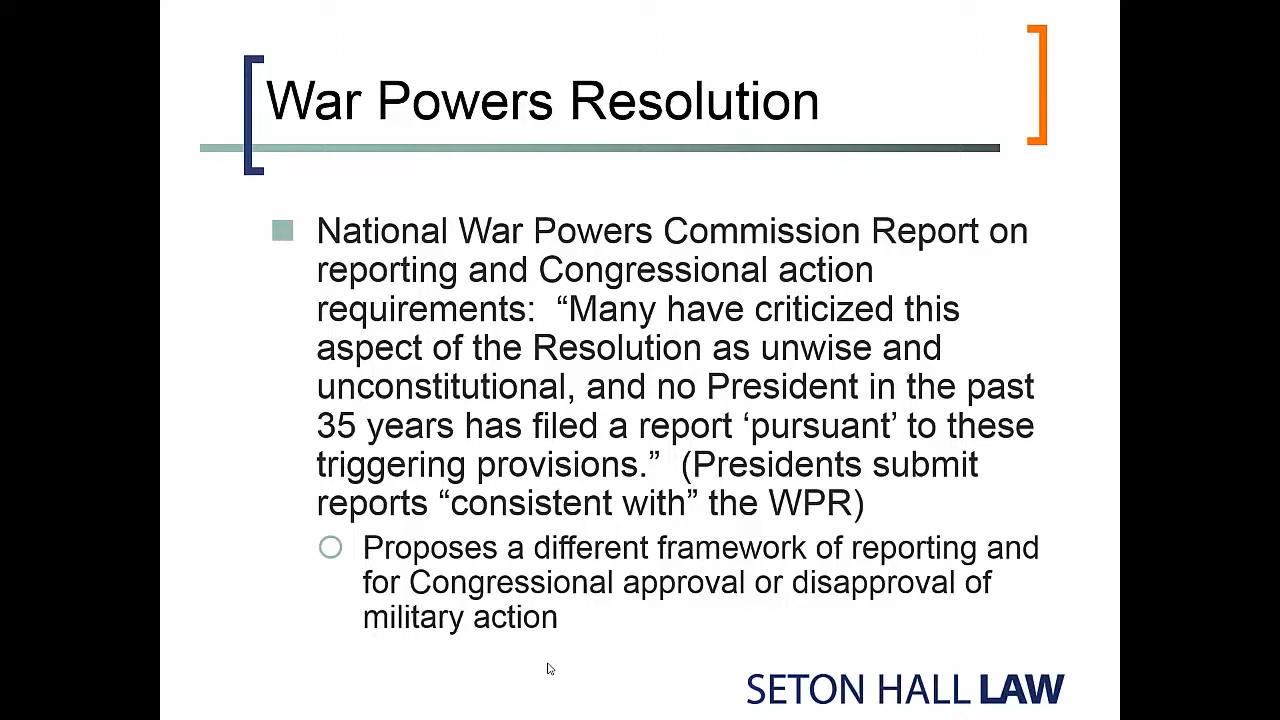 War Powers Resolution
National War Powers Commission Report on
reporting and Congressional action
requirements:  “Many have criticized this
aspect of the Resolution as unwise and
unconstitutional, and no President in the past
35 years has filed a report ‘pursuant’ to these
triggering provisions.”  (Presidents submit
reports “consistent with” the WPR)
Proposes a different framework of reporting and
for Congressional approval or disapproval of
military action
SETON HALL LAW